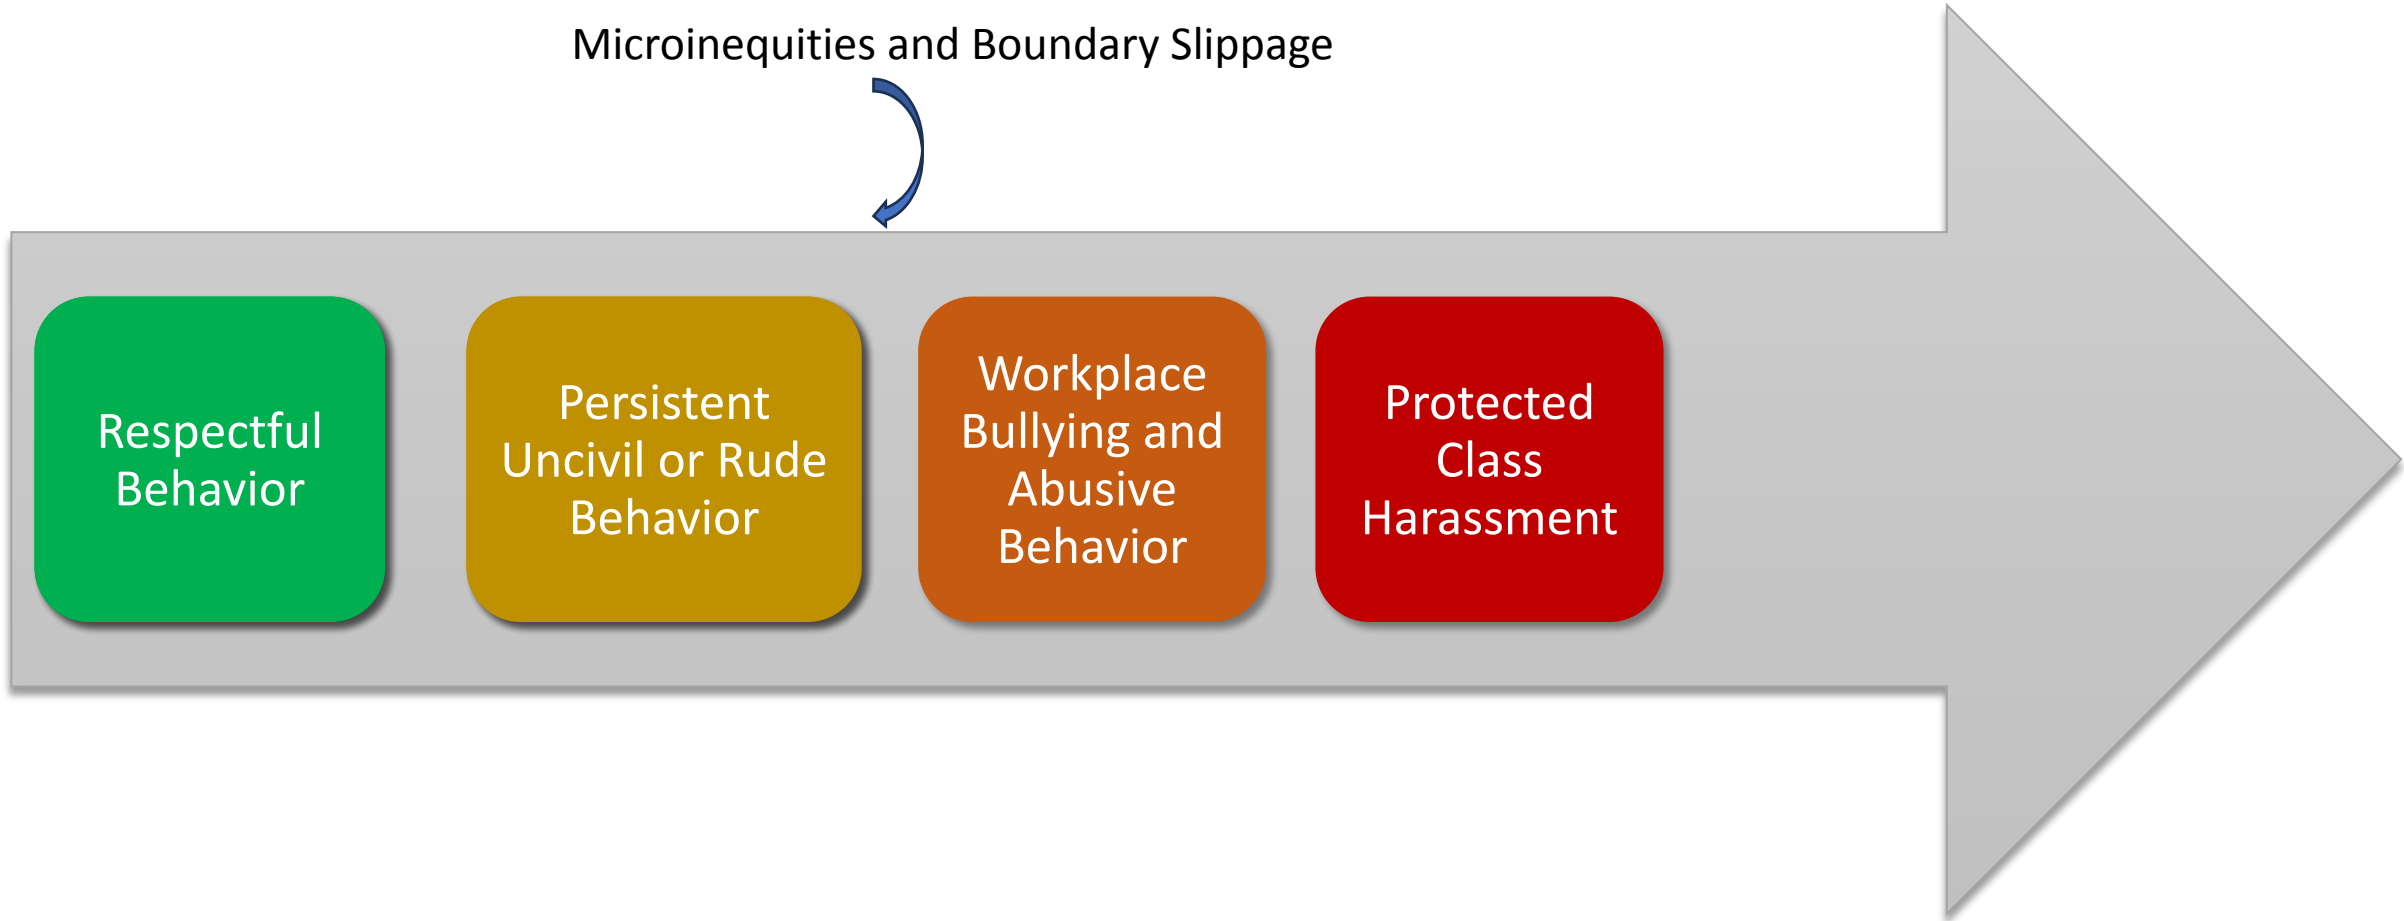 Microinequities and Boundary Slippage
Respectful
Behavior
Persistent
Uncivil or Rude
Behavior
Workplace
Bullying and
Abusive
Behavior
Protected
Class
Harassment